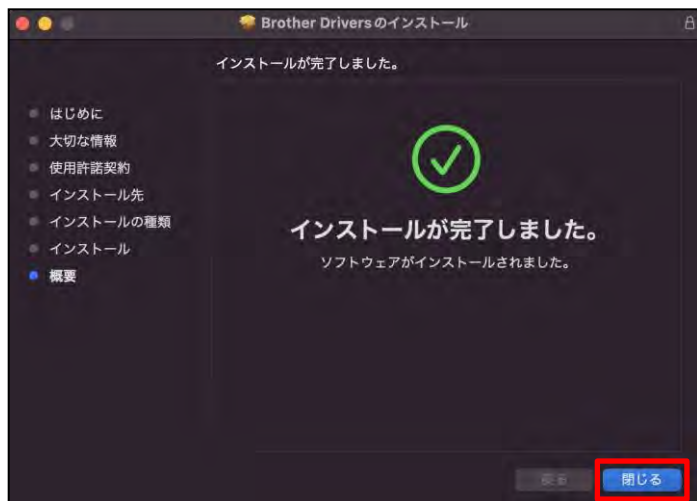 Brother Driversのインストール
インストールが完了しました。
はじめに
大切な情報
使用許諾契約
インストール先
インストールの種類
インストール
概要
インストールが完了しました。
ソフトウェアがインストールされました。
戻る
閉じる